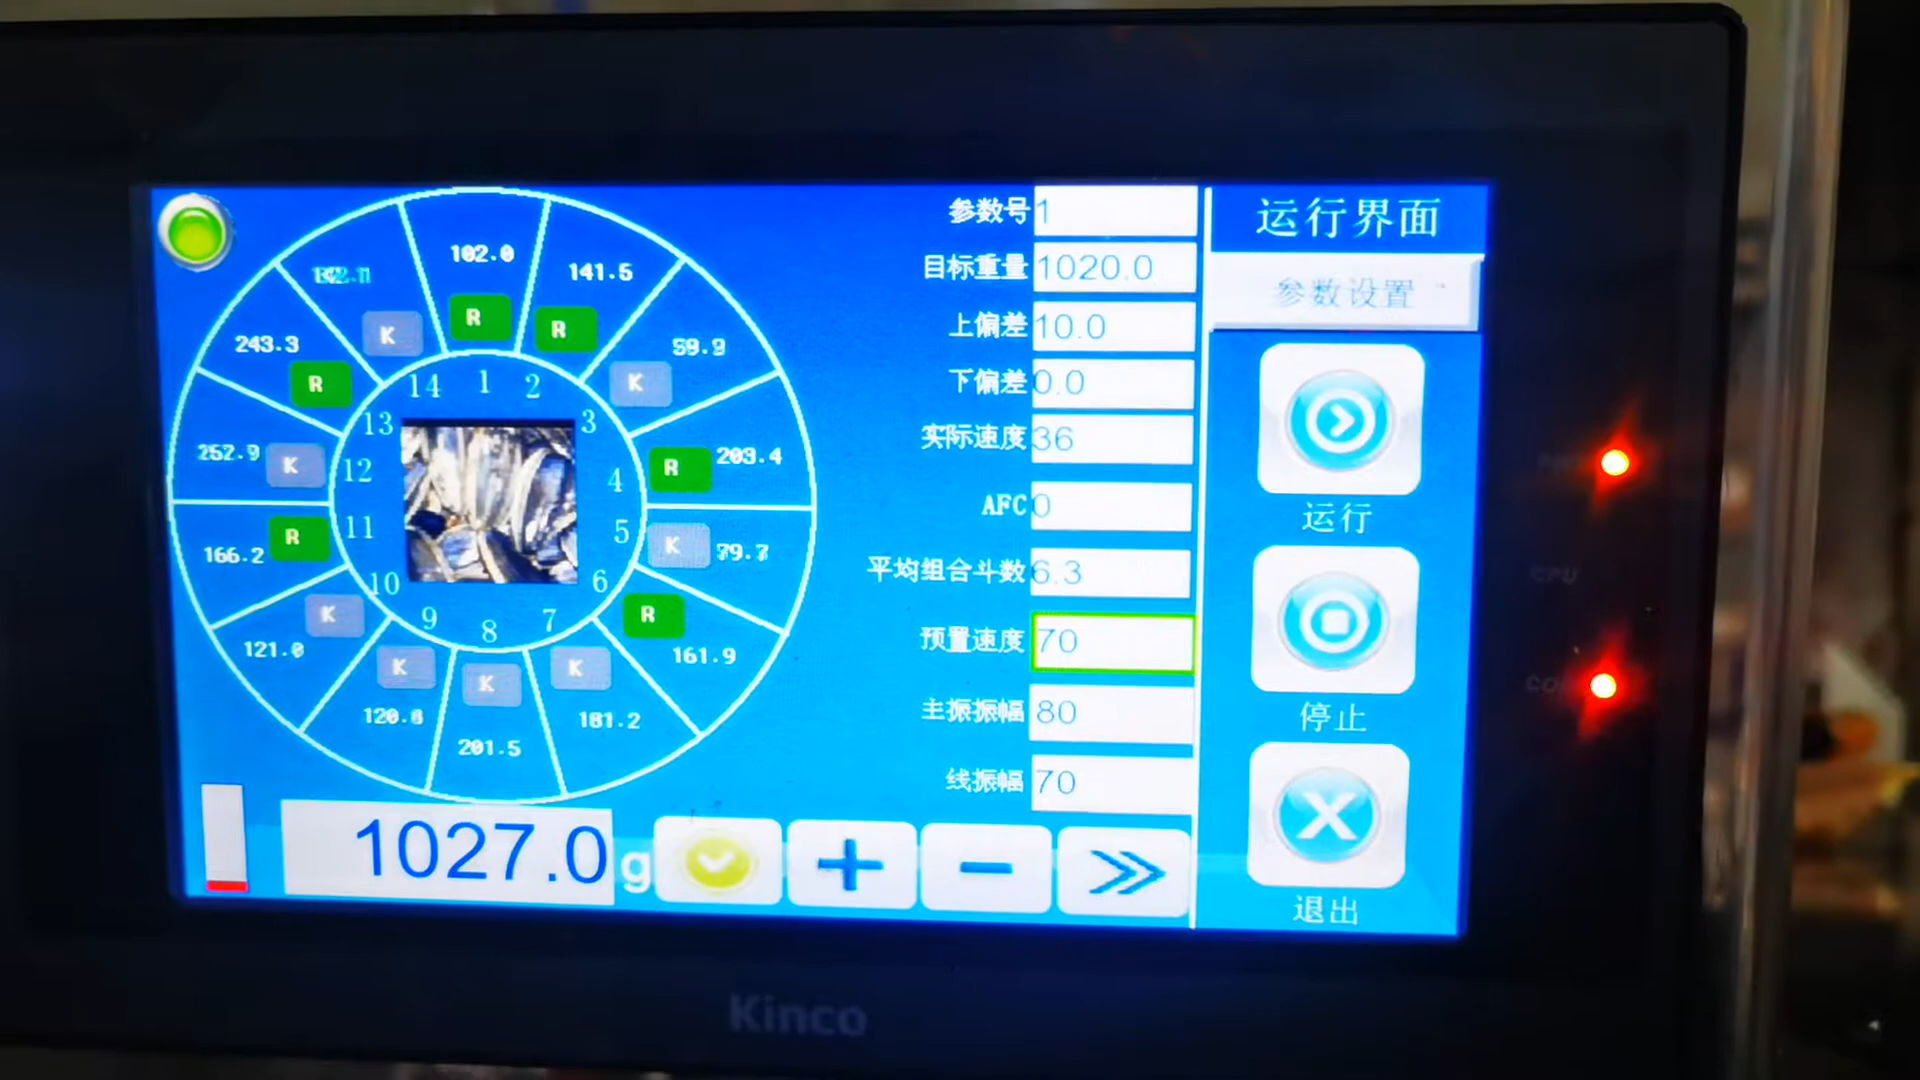 102.0
141.5
R
R
K
243.3
R
59.9
K
252.9
K
R
203.4
166.2
R
K
79.7
121.0
K
R
161.9
120.8
K
K
201.5
K
181.2
14 1 2
13 3
12 4
11 5
10 6
9 8 7
1027.0 g
参数号 1
目标重量 1020.0
上偏差 10.0
下偏差 0.0
实际速度 36
AFC 0
平均组合斗数 6.3
预置速度 70
主振振幅 80
线振幅 70
运行界面
参数设置
运行
停止
退出
CPU
Kinco